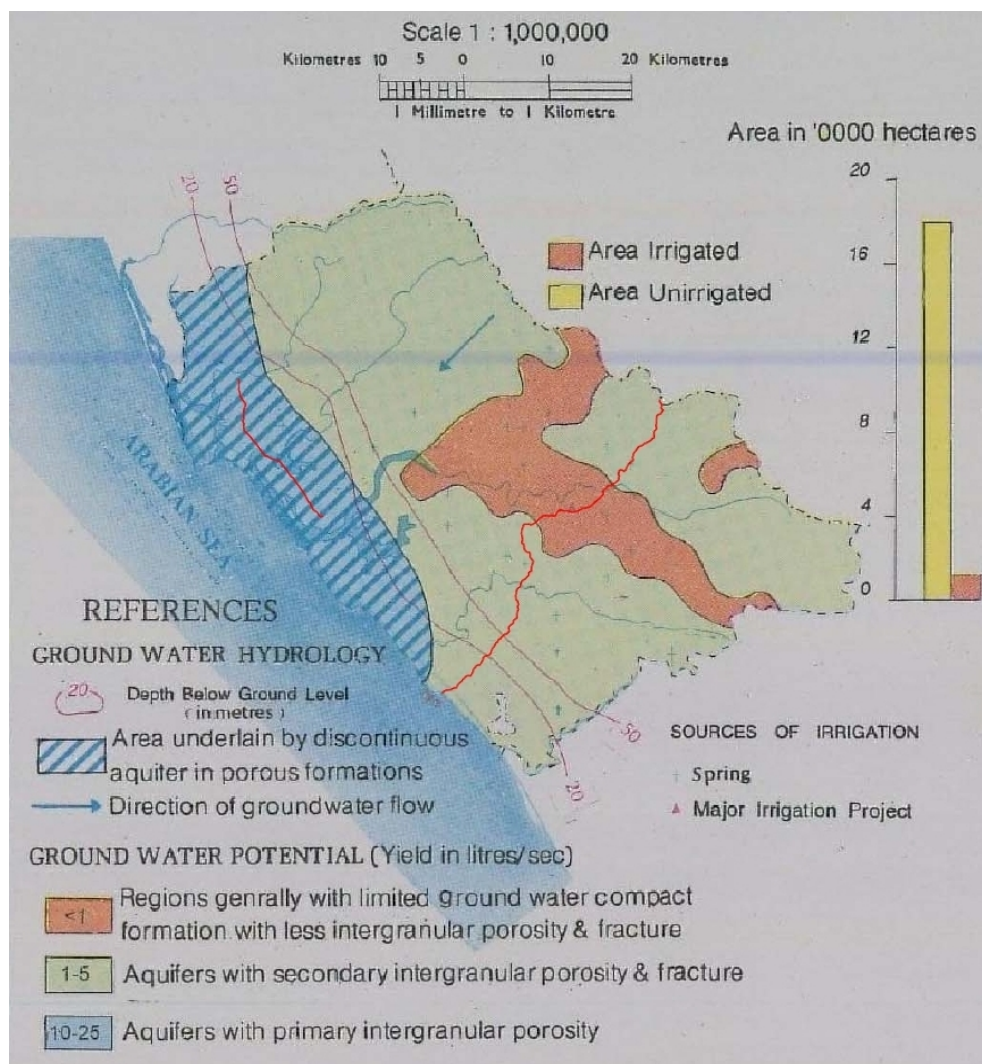 Scale 1 : 1,000,000
Kilometres 10 5 0 10 20 Kilometres
1 Millimetre to 1 Kilometre
Area in '0000 hectares
20
16
12
8
4
0
20
50
Area Irrigated
Area Unirrigated
ARABIAN SEA
50
20
REFERENCES
GROUND WATER HYDROLOGY
20 Depth Below Ground Level
(in metres)
Area underlain by discontinuous
aquifer in porous formations
Direction of groundwater flow
SOURCES OF IRRIGATION
Spring
Major Irrigation Project
GROUND WATER POTENTIAL (Yield in litres/sec)
<1 Regions genrally with limited ground water compact
formation with less intergranular porosity & fracture
1-5 Aquifers with secondary intergranular porosity & fracture
10-25 Aquifers with primary intergranular porosity